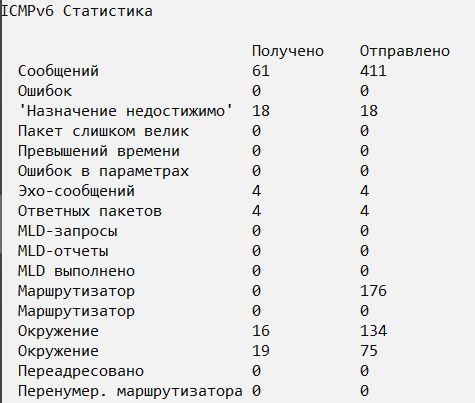 ICMPv6 Статистика
Получено Отправлено
Сообщений 61 411
Ошибок 0 0
'Назначение недостижимо' 18 18
Пакет слишком велик 0 0
Превышений времени 0 0
Ошибок в параметрах 0 0
Эхо-сообщений 4 4
Ответных пакетов 4 4
MLD-запросы 0 0
MLD-отчеты 0 0
MLD выполнено 0 0
Маршрутизатор 0 176
Маршрутизатор 0 0
Окружение 16 134
Окружение 19 75
Переадресовано 0 0
Перенумер. маршрутизатора 0 0